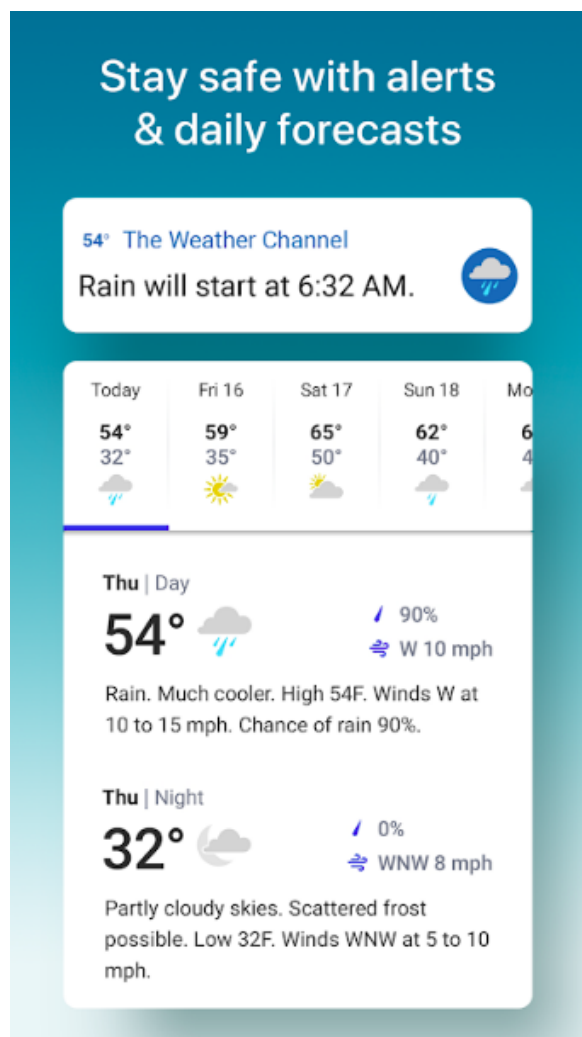 Stay safe with alerts
& daily forecasts
54° The Weather Channel
Rain will start at 6:32 AM.
Today Fri 16 Sat 17 Sun 18 Mo
54° 59° 65° 62° 6
32° 35° 50° 40° 4
Thu | Day
54°
90%
W 10 mph
Rain. Much cooler. High 54F. Winds W at
10 to 15 mph. Chance of rain 90%.
Thu | Night
32°
0%
WNW 8 mph
Partly cloudy skies. Scattered frost
possible. Low 32F. Winds WNW at 5 to 10
mph.